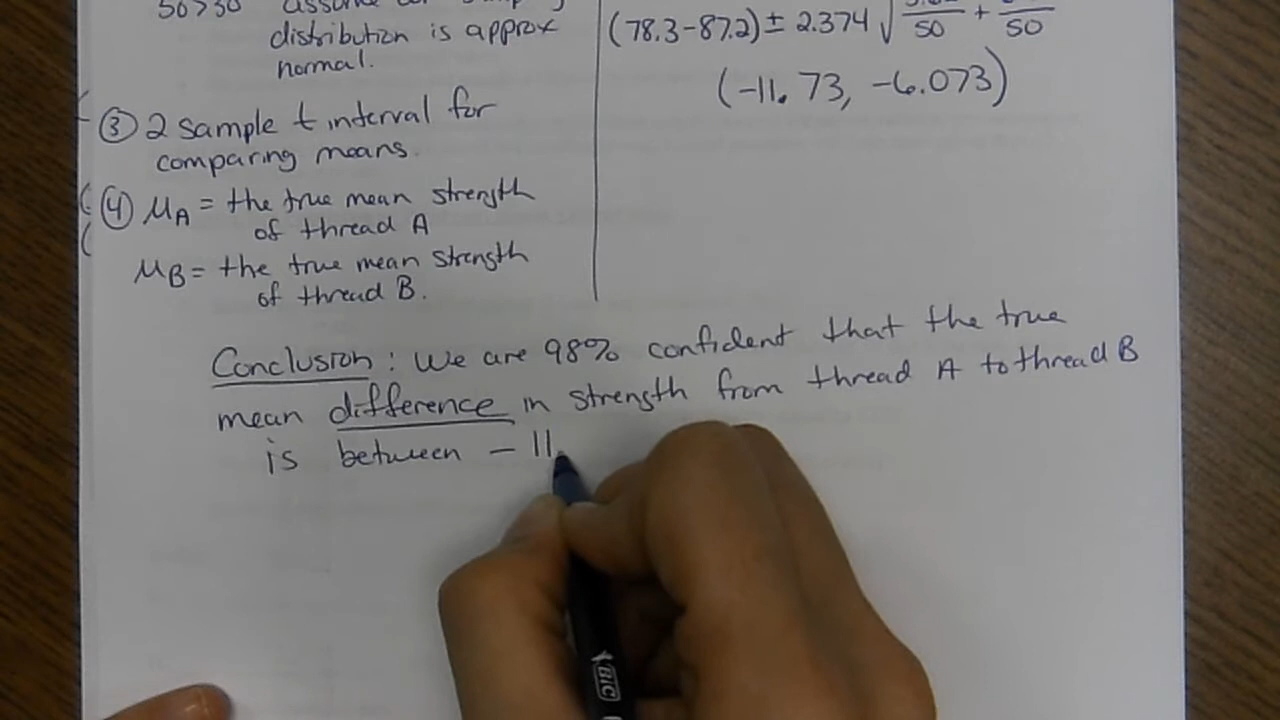 50>30 assume
distribution is approx
normal.
③ 2 sample t interval for
comparing means.
④ μA = the true mean strength
of thread A
μB = the true mean strength
of thread B.
(78.3-87.2) ± 2.374 √ 50 + 50
(-11.73, -6.073)
Conclusion: We are 98% confident that the true
mean difference in strength from thread A to thread B
is between - 11.
BIC